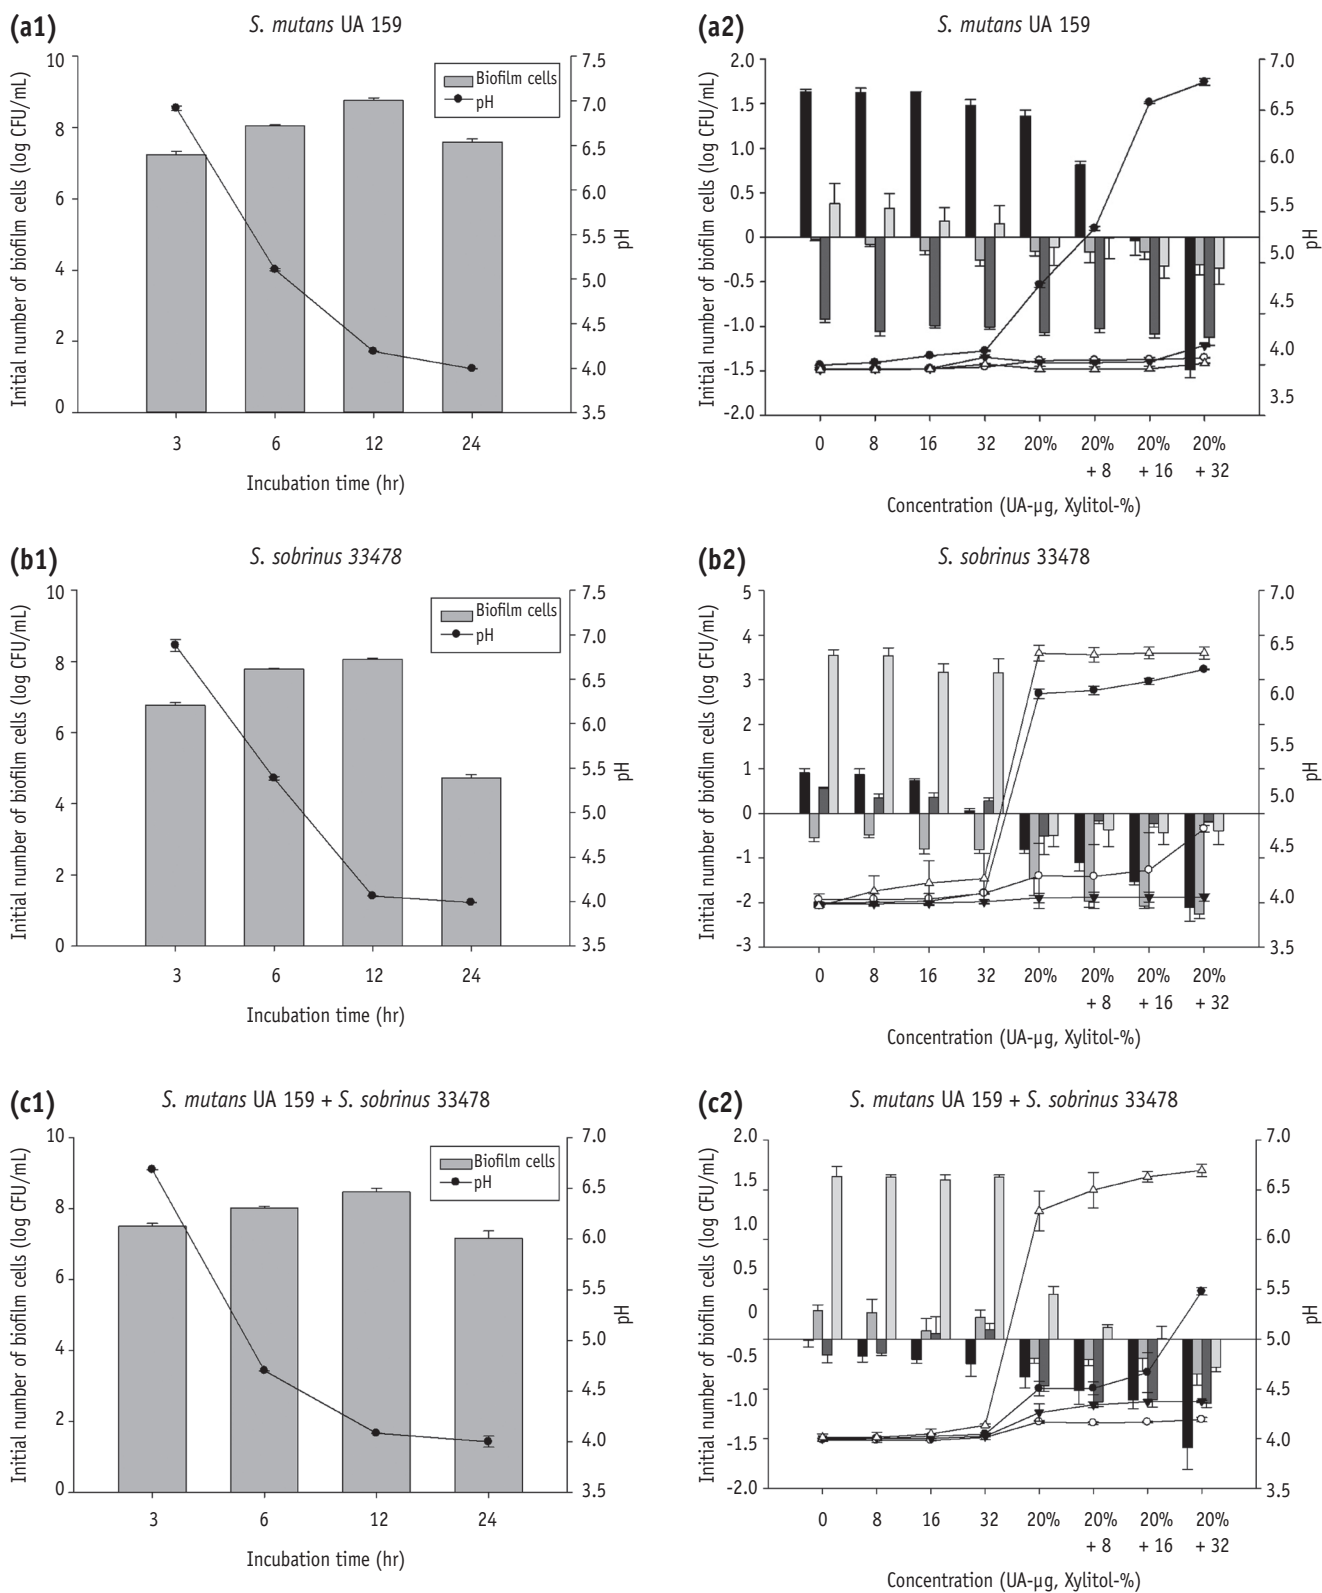 (a1)
S. mutans UA 159
Initial number of biofilm cells (log CFU/mL)
10
8
6
4
2
0
Biofilm cells
pH
7.5
7.0
6.5
6.0
5.5
5.0
4.5
4.0
3.5
pH
3 6 12 24
Incubation time (hr)
(a2)
S. mutans UA 159
Initial number of biofilm cells (log CFU/mL)
2.0
1.5
1.0
0.5
0
-0.5
-1.0
-1.5
-2.0
7.0
6.5
6.0
5.5
5.0
4.5
4.0
3.5
pH
0 8 16 32 20% 20% 20% 20%
+ 8 + 16 + 32
Concentration (UA-μg, Xylitol-%)
(b1)
S. sobrinus 33478
Initial number of biofilm cells (log CFU/mL)
10
8
6
4
2
0
Biofilm cells
pH
7.5
7.0
6.5
6.0
5.5
5.0
4.5
4.0
3.5
pH
3 6 12 24
Incubation time (hr)
(b2)
S. sobrinus 33478
Initial number of biofilm cells (log CFU/mL)
5
4
3
2
1
0
-1
-2
-3
7.0
6.5
6.0
5.5
5.0
4.5
4.0
3.5
pH
0 8 16 32 20% 20% 20% 20%
+ 8 + 16 + 32
Concentration (UA-μg, Xylitol-%)
(c1)
S. mutans UA 159 + S. sobrinus 33478
Initial number of biofilm cells (log CFU/mL)
10
8
6
4
2
0
Biofilm cells
pH
7.0
6.5
6.0
5.5
5.0
4.5
4.0
3.5
pH
3 6 12 24
Incubation time (hr)
(c2)
S. mutans UA 159 + S. sobrinus 33478
Initial number of biofilm cells (log CFU/mL)
2.0
1.5
1.0
0.5
0
-0.5
-1.0
-1.5
-2.0
7.0
6.5
6.0
5.5
5.0
4.5
4.0
3.5
pH
0 8 16 32 20% 20% 20% 20%
+ 8 + 16 + 32
Concentration (UA-μg, Xylitol-%)